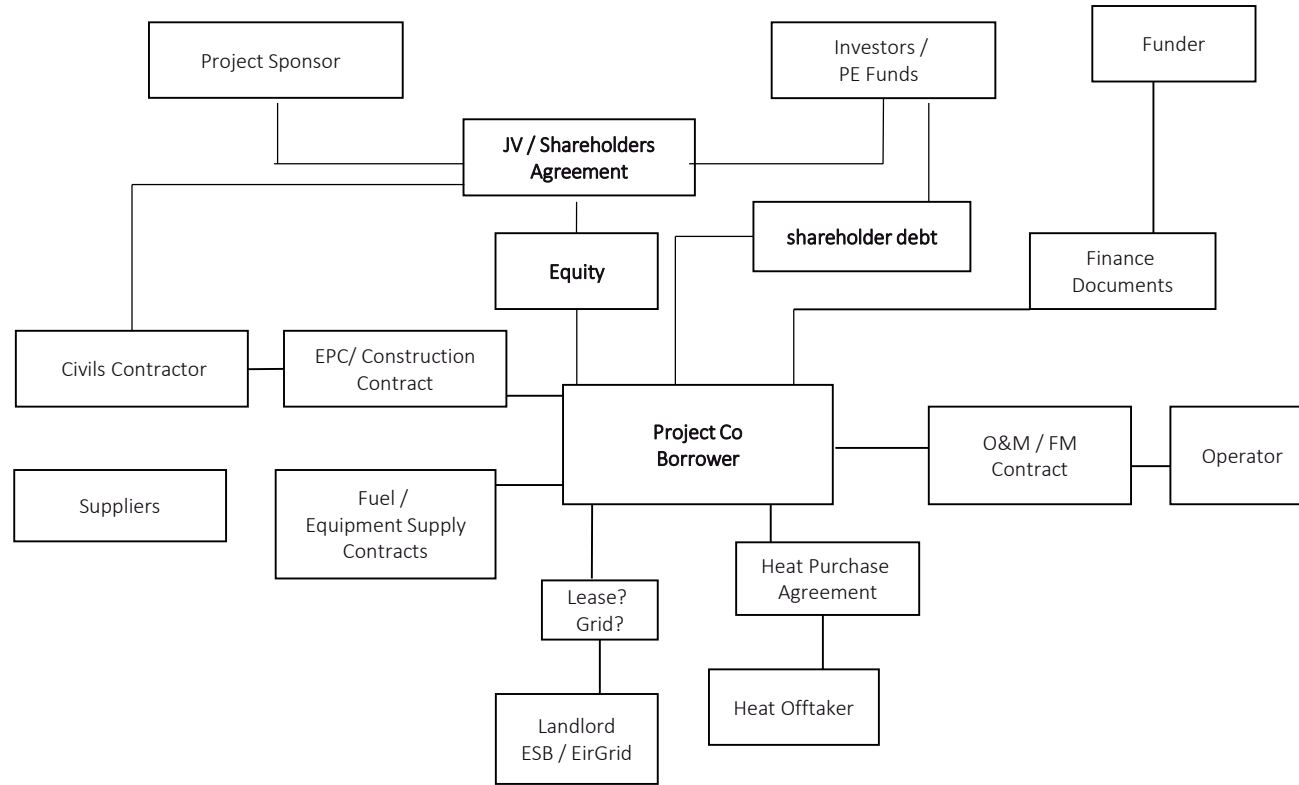 Project Sponsor
Investors /
PE Funds
Funder
JV / Shareholders
Agreement
shareholder debt
Equity
Finance
Documents
Civils Contractor
EPC/ Construction
Contract
Project Co
Borrower
O&M / FM
Contract
Operator
Suppliers
Fuel /
Equipment Supply
Contracts
Heat Purchase
Agreement
Lease?
Grid?
Heat Offtaker
Landlord
ESB / EirGrid